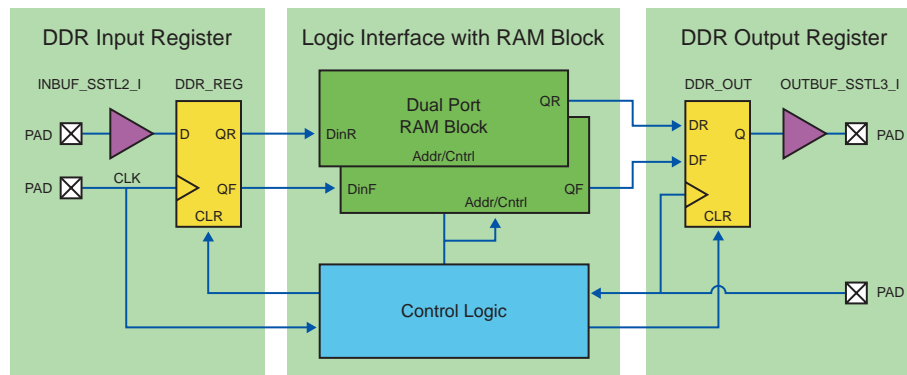 DDR Input Register
Logic Interface with RAM Block
DDR Output Register
INBUF_SSTL2_I
DDR_REG
DDR_OUT
OUTBUF_SSTL3_I
PAD
D
QR
DinR
Dual Port
RAM Block
QR
Addr/Cntrl
DR
Q
PAD
PAD
CLK
QF
CLR
DinF
QF
Addr/Cntrl
DF
CLR
Control Logic
PAD